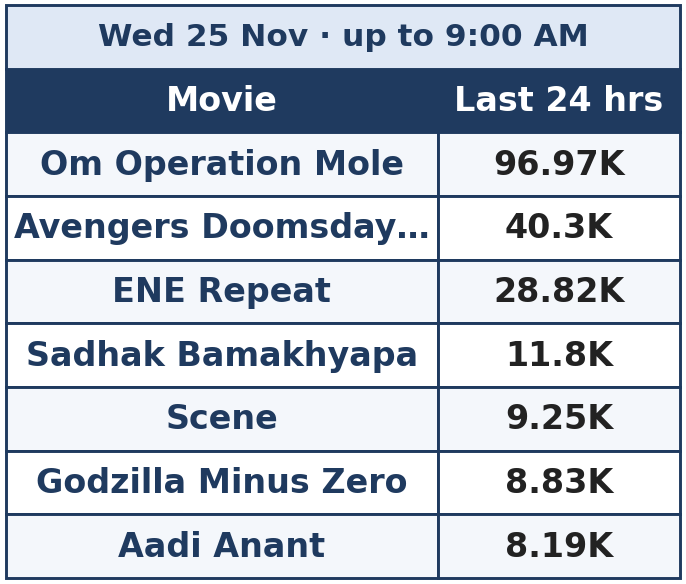 Wed 25 Nov · up to 9:00 AM
Movie Last 24 hrs
Om Operation Mole 96.97K
Avengers Doomsday... 40.3K
ENE Repeat 28.82K
Sadhak Bamakhyapa 11.8K
Scene 9.25K
Godzilla Minus Zero 8.83K
Aadi Anant 8.19K